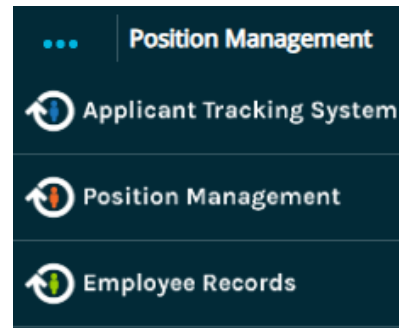 Position Management
Applicant Tracking System
Position Management
Employee Records